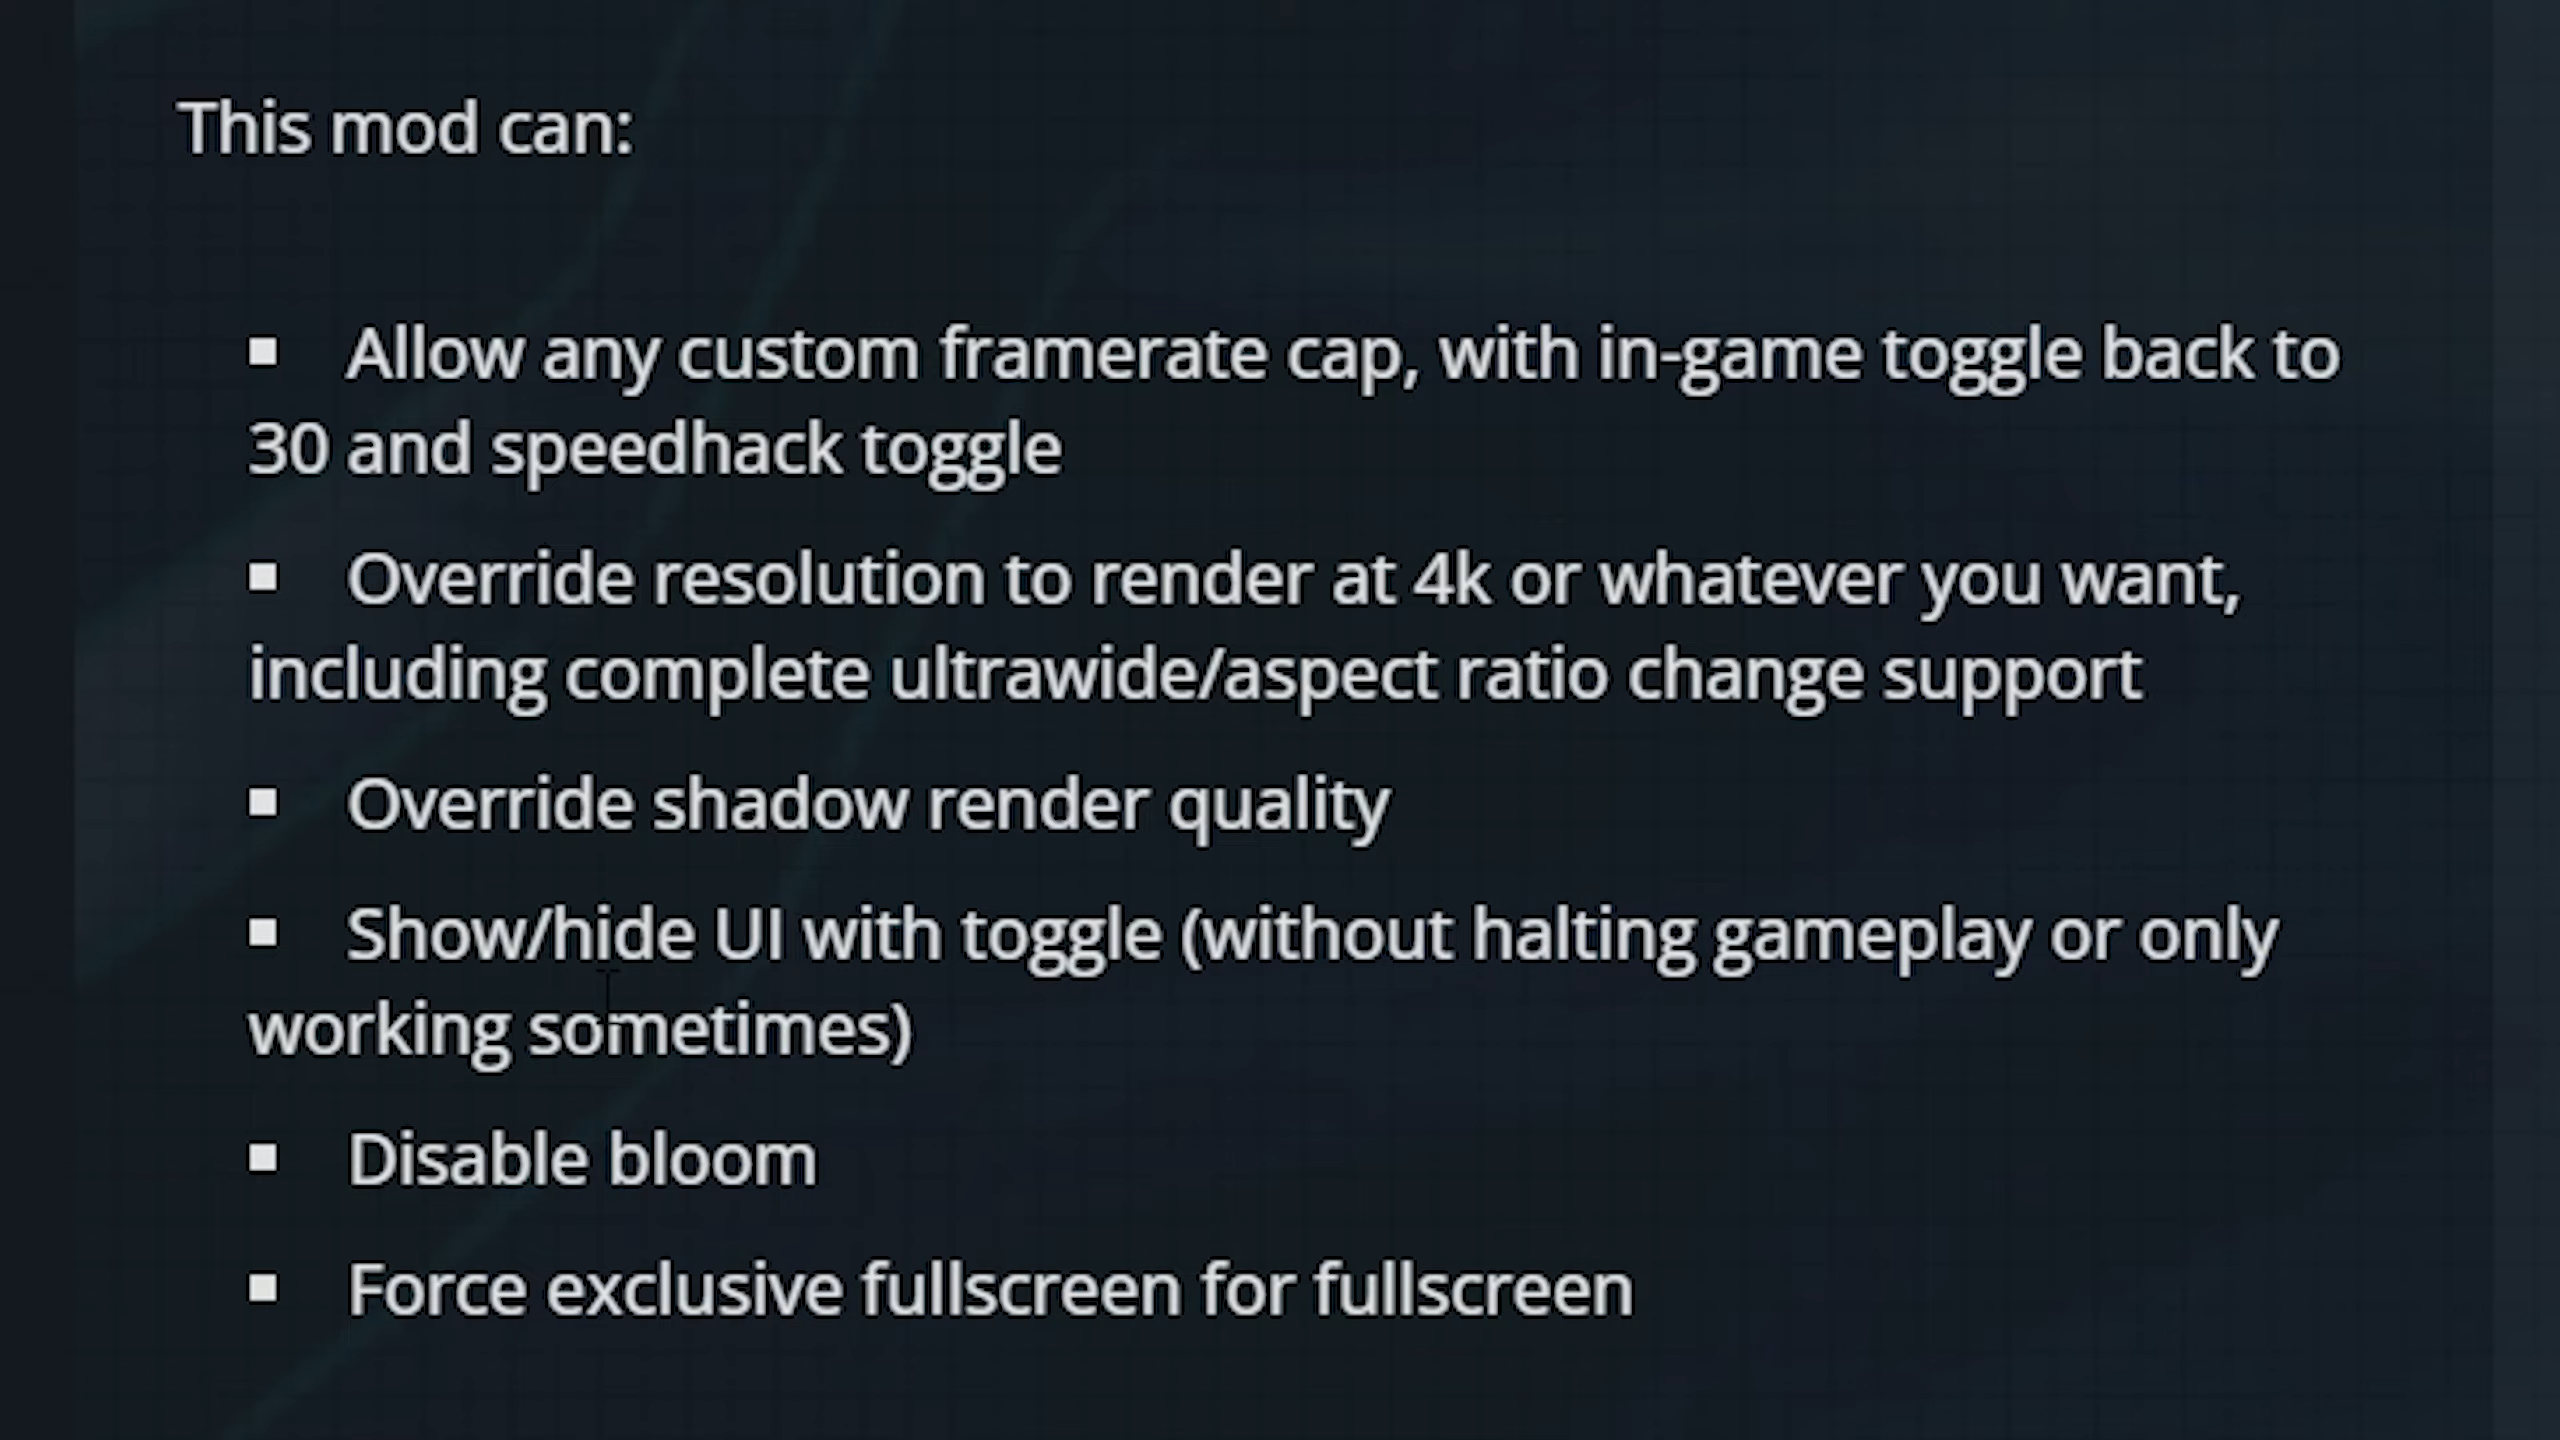 This mod can:
▪ Allow any custom framerate cap, with in-game toggle back to
30 and speedhack toggle
▪ Override resolution to render at 4k or whatever you want,
including complete ultrawide/aspect ratio change support
▪ Override shadow render quality
▪ Show/hide UI with toggle (without halting gameplay or only
working sometimes)
▪ Disable bloom
▪ Force exclusive fullscreen for fullscreen